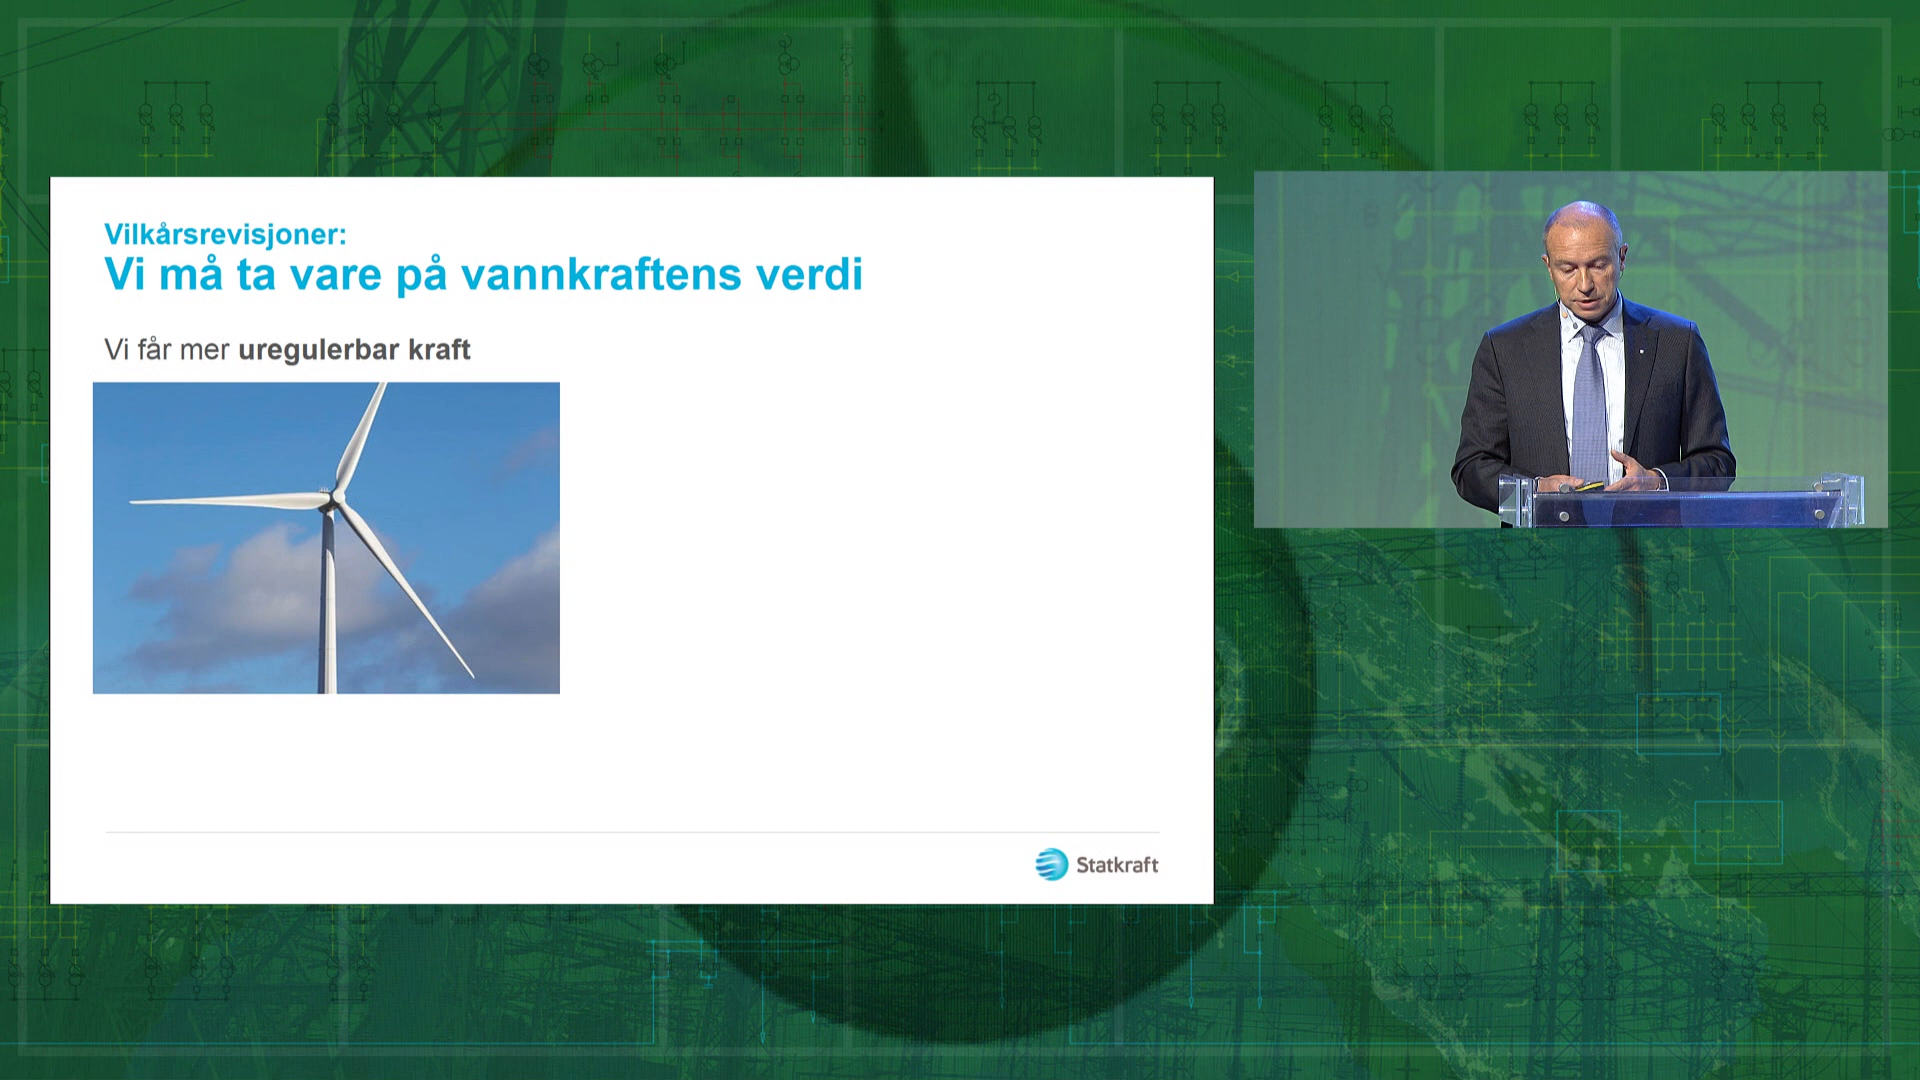 Vilkårsrevisjoner:
Vi må ta vare på vannkraftens verdi
Vi får mer uregulerbar kraft
Statkraft